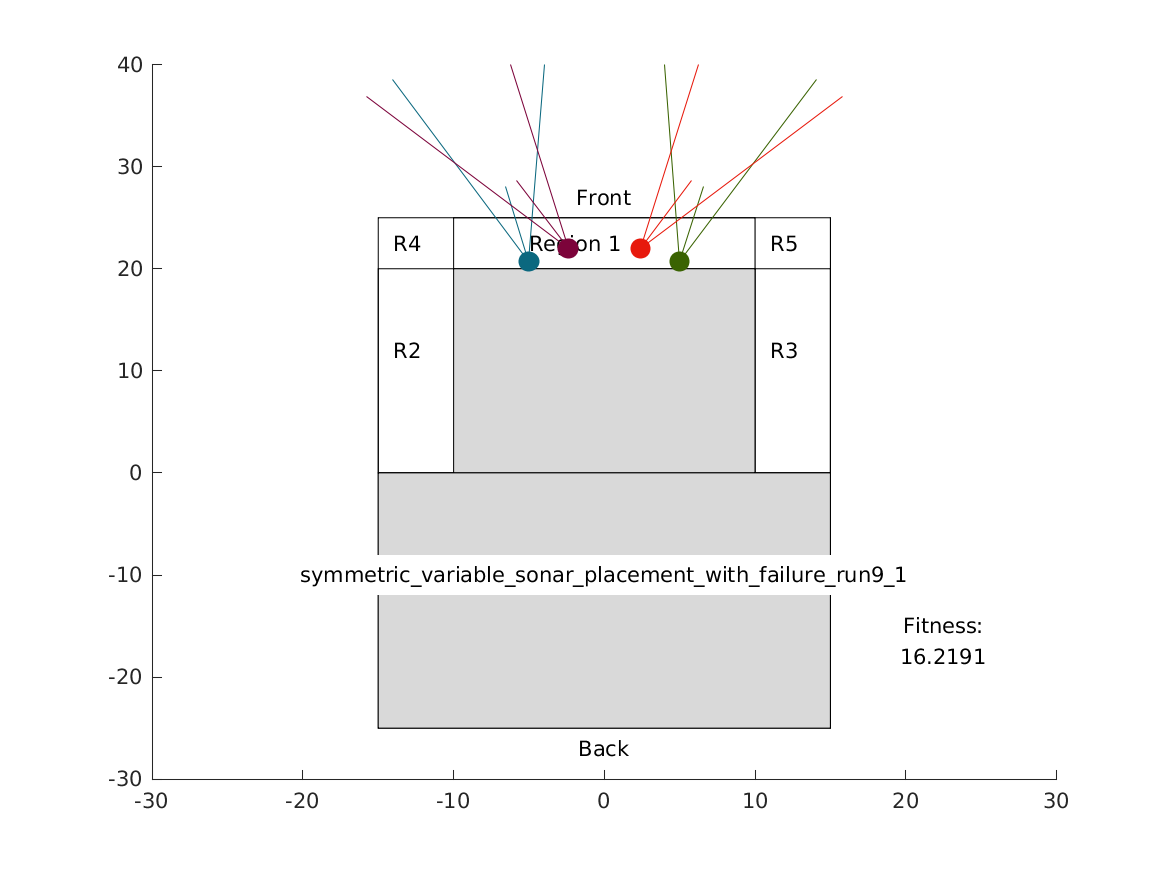 40
30
20
10
0
-10
-20
-30
-30 -20 -10 0 10 20 30
Front
R4
Region 1
R5
R2
R3
symmetric_variable_sonar_placement_with_failure_run9_1
Fitness:
16.2191
Back